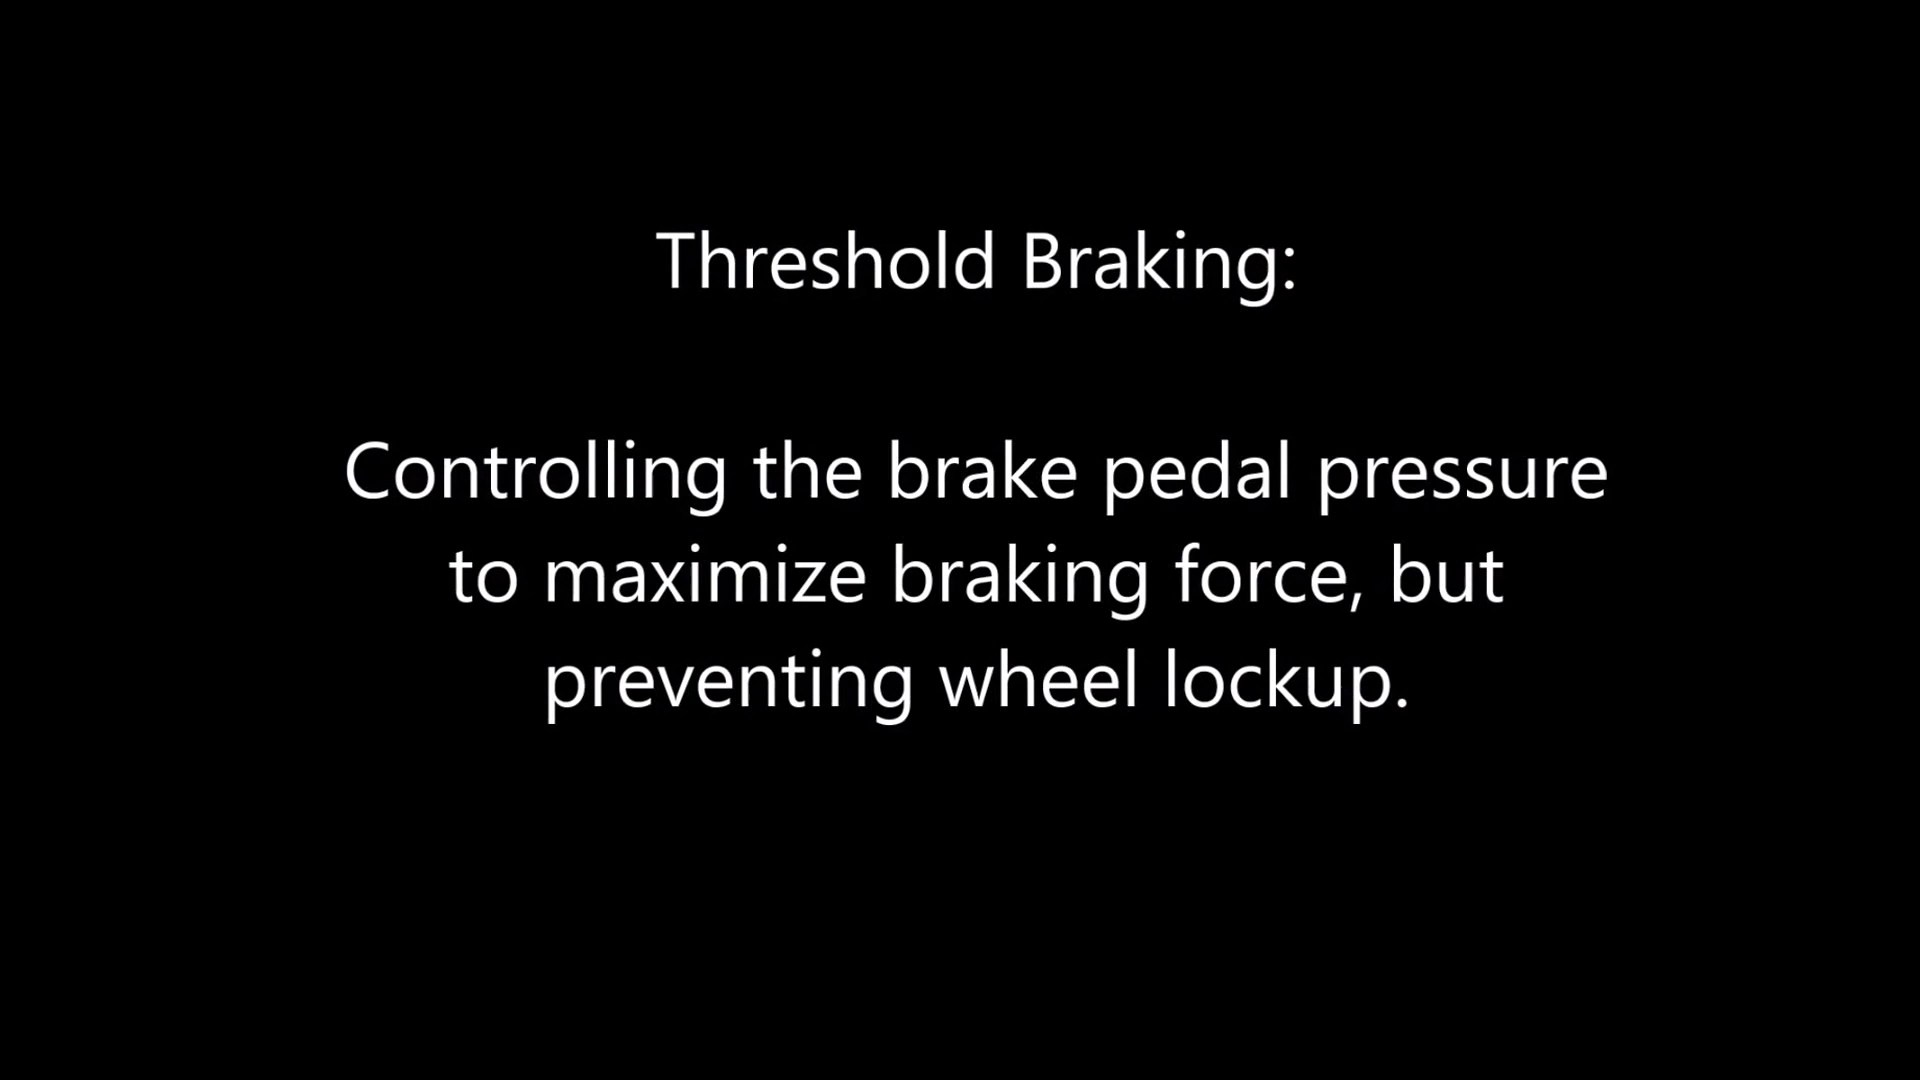 Threshold Braking:
Controlling the brake pedal pressure
to maximize braking force, but
preventing wheel lockup.